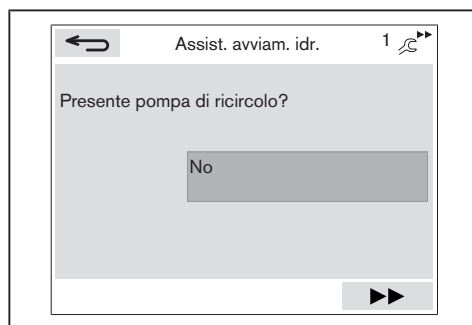 Assist. avviam. idr. 1
Presente pompa di ricircolo?
No